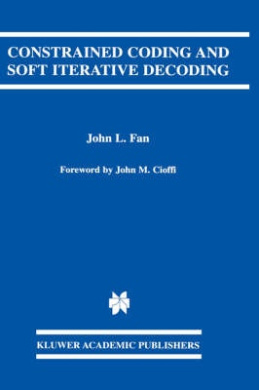 CONSTRAINED CODING AND
SOFT ITERATIVE DECODING
John L. Fan
Foreword by John M. Cioffi
KLUWER ACADEMIC PUBLISHERS